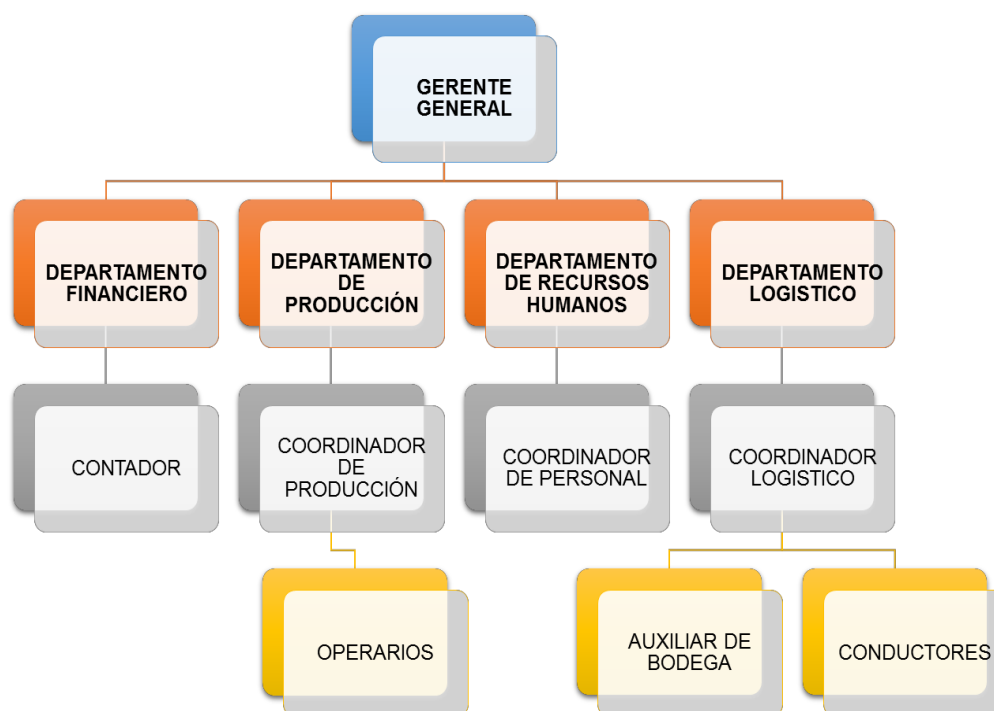 GERENTE
GENERAL
DEPARTAMENTO
FINANCIERO
DEPARTAMENTO
DE
PRODUCCIÓN
DEPARTAMENTO
DE RECURSOS
HUMANOS
DEPARTAMENTO
LOGISTICO
CONTADOR
COORDINADOR
DE
PRODUCCIÓN
COORDINADOR
DE PERSONAL
COORDINADOR
LOGISTICO
OPERARIOS
AUXILIAR DE
BODEGA
CONDUCTORES